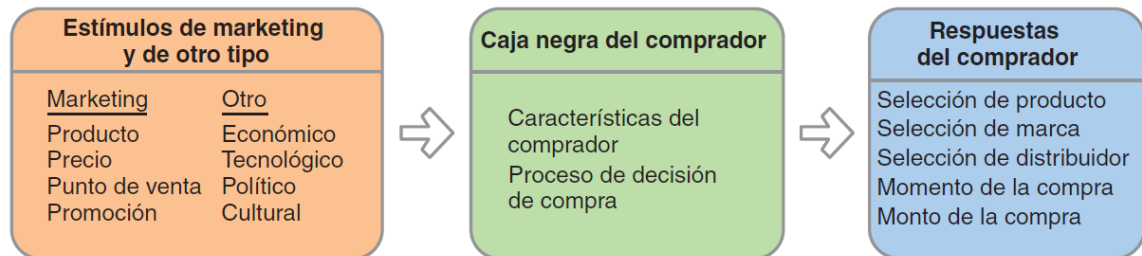 Estímulos de marketing
y de otro tipo
Marketing
Producto
Precio
Punto de venta
Promoción
Otro
Económico
Tecnológico
Político
Cultural
Caja negra del comprador
Características del
comprador
Proceso de decisión
de compra
Respuestas
del comprador
Selección de producto
Selección de marca
Selección de distribuidor
Momento de la compra
Monto de la compra